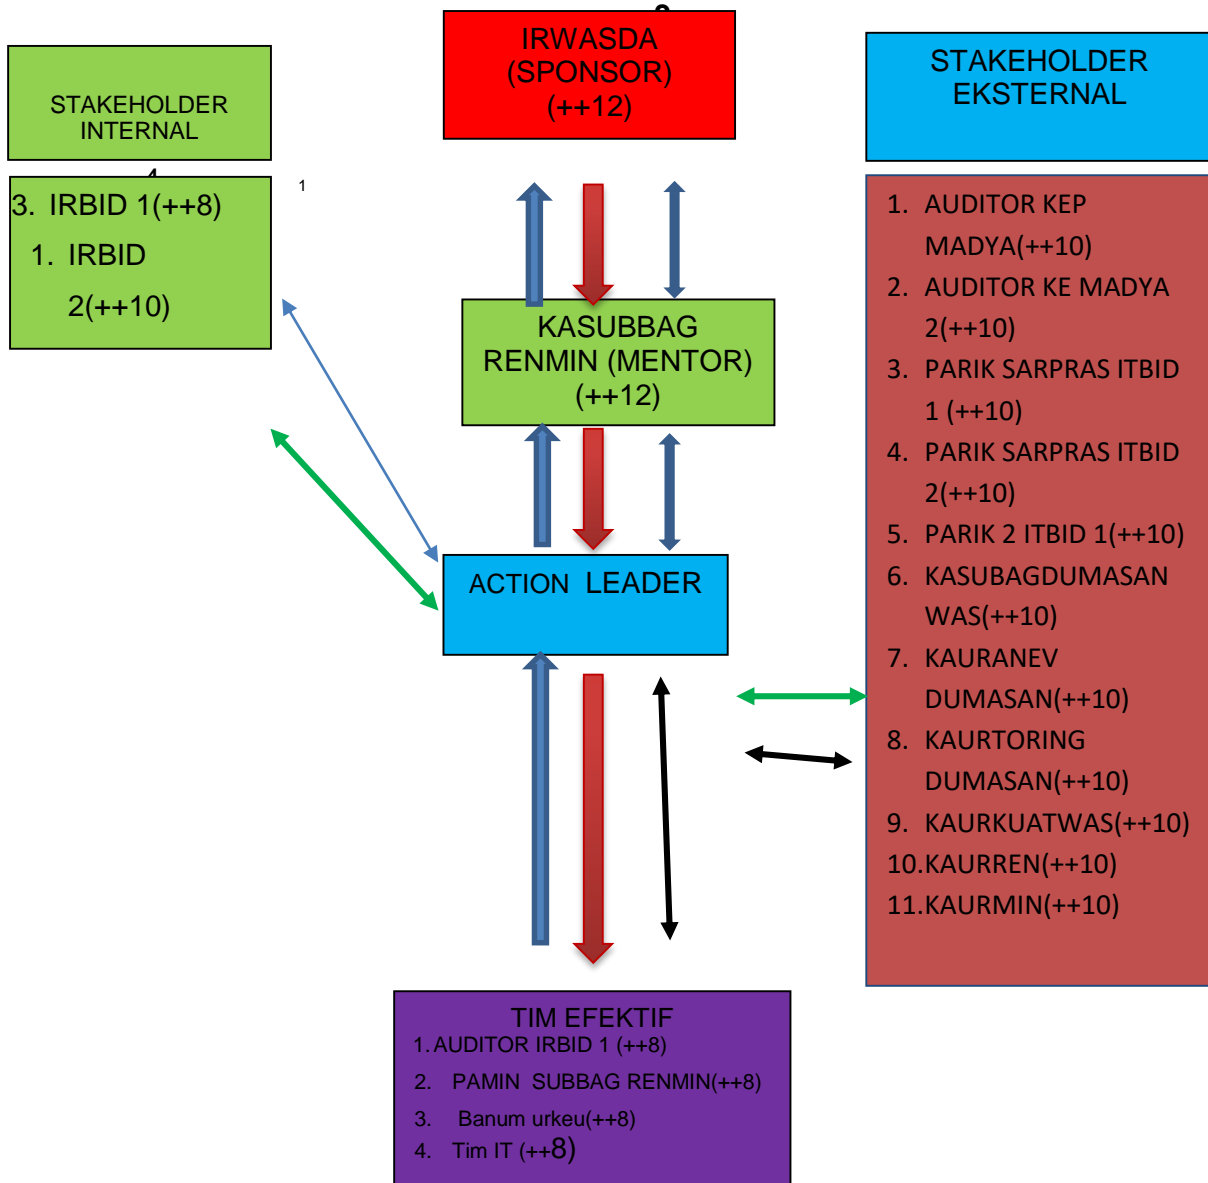 IRWASDA
(SPONSOR)
(++12)
STAKEHOLDER
INTERNAL
STAKEHOLDER
EKSTERNAL
1
3. IRBID 1(++8)
1. IRBID
2(++10)
KASUBBAG
RENMIN (MENTOR)
(++12)
ACTION LEADER
1. AUDITOR KEP
MADYA(++10)
2. AUDITOR KE MADYA
2(++10)
3. PARIK SARPRAS ITBID
1 (++10)
4. PARIK SARPRAS ITBID
2(++10)
5. PARIK 2 ITBID 1(++10)
6. KASUBAGDUMASAN
WAS(++10)
7. KAURANEV
DUMASAN(++10)
8. KAURTORING
DUMASAN(++10)
9. KAURKUATWAS(++10)
10.KAURREN(++10)
11.KAURMIN(++10)
TIM EFEKTIF
1. AUDITOR IRBID 1 (++8)
2. PAMIN SUBBAG RENMIN(++8)
3. Banum urkeu(++8)
4. Tim IT (++8)